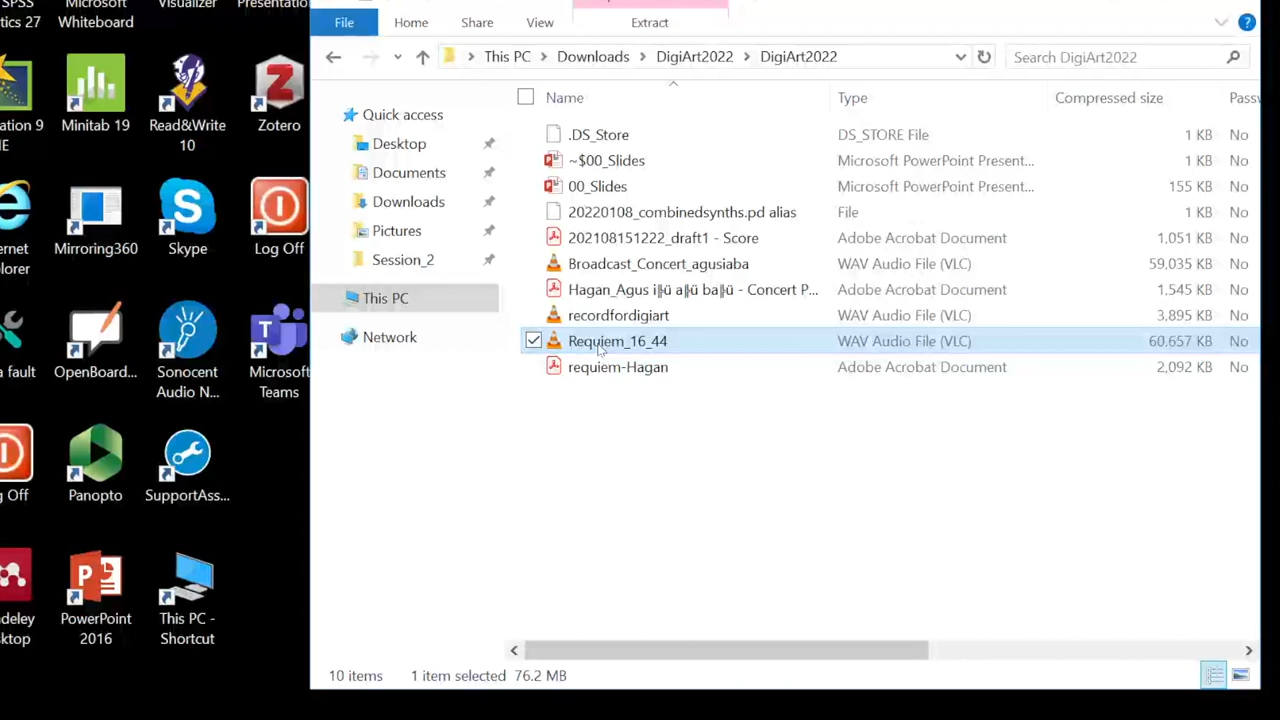 SPSS
tics 27
Microsoft
Whiteboard
Visualizer
Presentation
ation 9
NE
Minitab 19
Read&Write
10
Zotero
ernet
plorer
Mirroring360
Skype
Log Off
a fault
OpenBoard...
Sonocent
Audio N...
Microsoft
Teams
g Off
Panopto
SupportAss...
deley
sktop
PowerPoint
2016
This PC -
Shortcut
File
Home
Share
View
Extract
This PC > Downloads > DigiArt2022 > DigiArt2022
Search DigiArt2022
Quick access
Desktop
Documents
Downloads
Pictures
Session_2
This PC
Network
Name Type Compressed size Passw
.DS_Store DS_STORE File 1 KB No
~$00_Slides Microsoft PowerPoint Present... 1 KB No
00_Slides Microsoft PowerPoint Present... 155 KB No
20220108_combinedsynths.pd alias File 1 KB No
202108151222_draft1 - Score Adobe Acrobat Document 1,051 KB No
Broadcast_Concert_agusiaba WAV Audio File (VLC) 59,035 KB No
Hagan_Agus i╠ü a╠ü ba╠ü - Concert P... Adobe Acrobat Document 1,545 KB No
recordfordigiart WAV Audio File (VLC) 3,895 KB No
Requiem_16_44 WAV Audio File (VLC) 60,657 KB No
requiem-Hagan Adobe Acrobat Document 2,092 KB No
10 items 1 item selected 76.2 MB